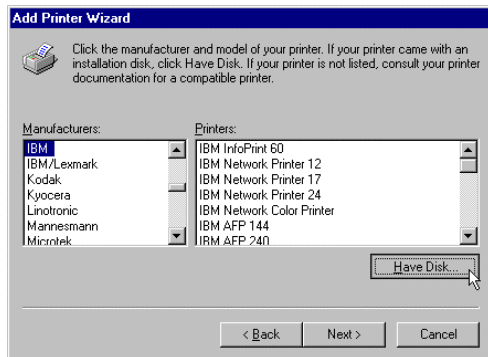 Add Printer Wizard
Click the manufacturer and model of your printer. If your printer came with an
installation disk, click Have Disk. If your printer is not listed, consult your printer
documentation for a compatible printer.
Manufacturers:
IBM
IBM/Lexmark
Kodak
Kyocera
Linotronic
Mannesmann
Microtek
Printers:
IBM InfoPrint 60
IBM Network Printer 12
IBM Network Printer 17
IBM Network Printer 24
IBM Network Color Printer
IBM AFP 144
IBM AFP 240
Have Disk...
< Back
Next >
Cancel